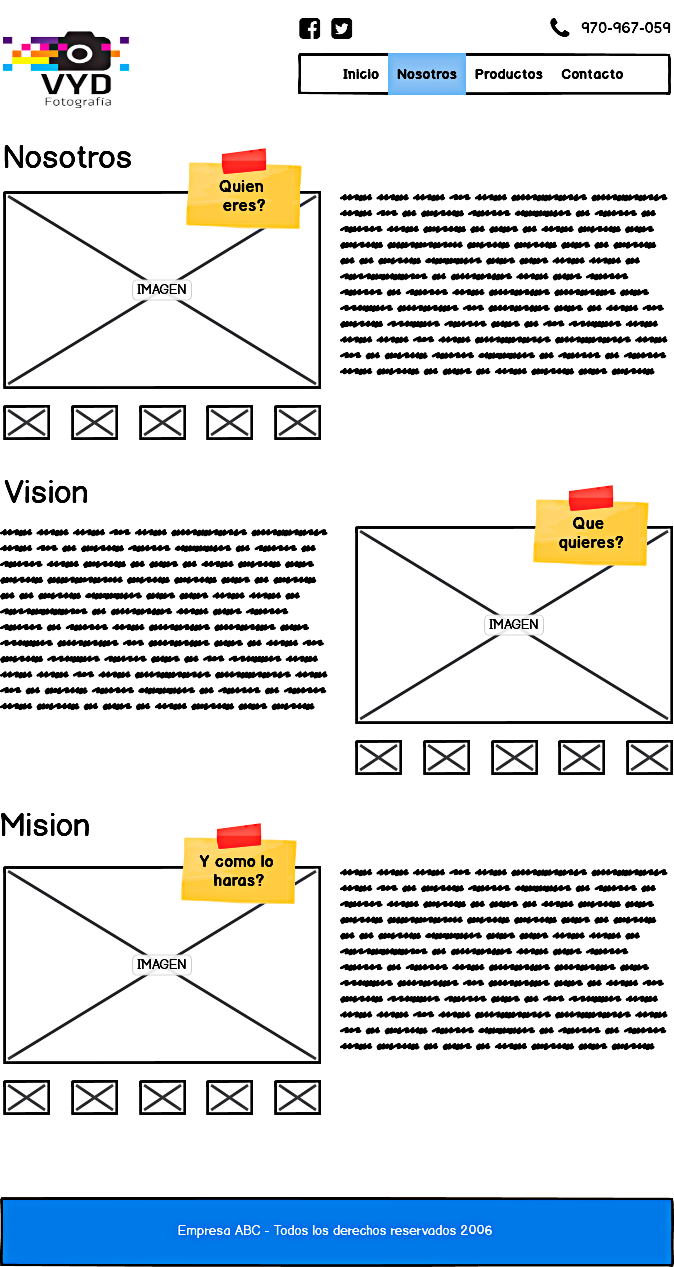 970-967-059
VYD
Fotografía
Inicio Nosotros Productos Contacto
Nosotros
Quien
eres?
IMAGEN
Vision
Que
quieres?
IMAGEN
Mision
Y como lo
haras?
IMAGEN
Empresa ABC - Todos los derechos reservados 2006